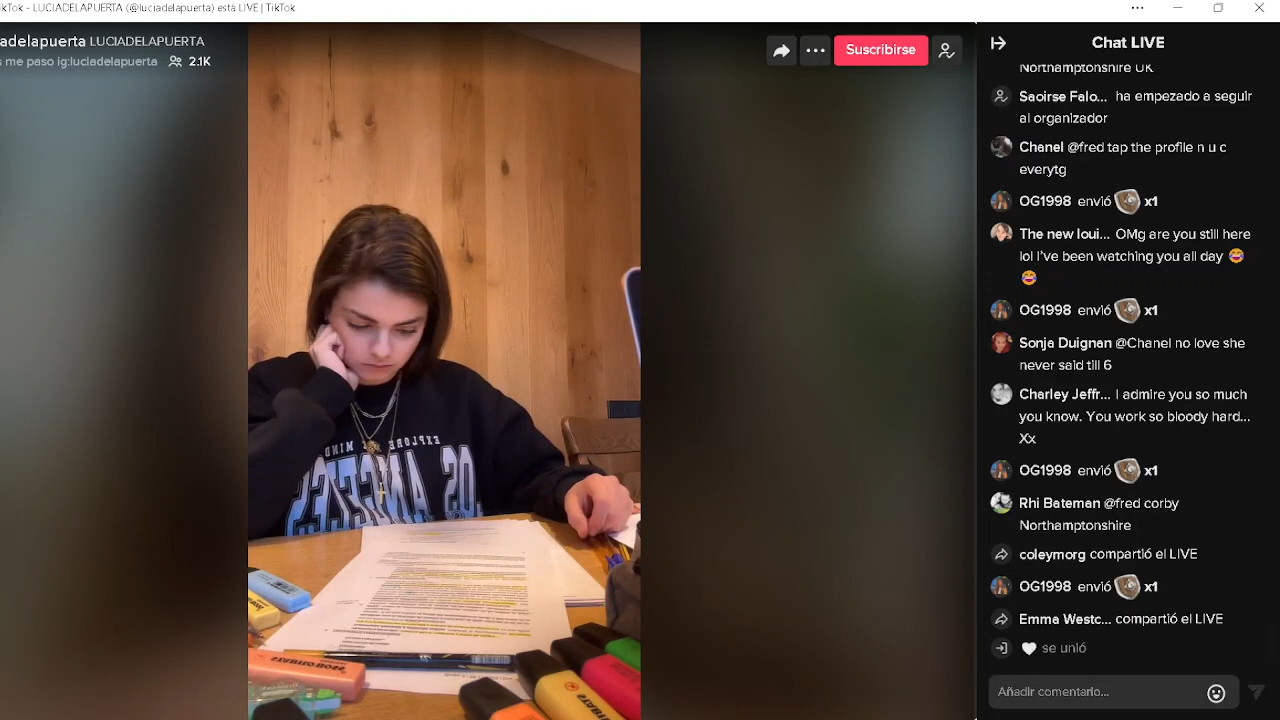 kTok - LUCIADELAPUERTA (@luciadelapuerta) está LIVE | TikTok
adelapuerta LUCIADELAPUERTA
s me paso ig:luciadelapuerta 2.1K
Suscribirse
EXPLORE MIND
LOS ANGELES
STABILO BOSS
STABILO
Chat LIVE
Northamptonshire UK
Saoirse Falo... ha empezado a seguir
al organizador
Chanel @fred tap the profile n u c
everytg
OG1998 envió x1
The new loui... OMg are you still here
lol I've been watching you all day 😂
😂
OG1998 envió x1
Sonja Duignan @Chanel no love she
never said till 6
Charley Jeffr... I admire you so much
you know. You work so bloody hard...
Xx
OG1998 envió x1
Rhi Bateman @fred corby
Northamptonshire
coleymorg compartió el LIVE
OG1998 envió x1
Emme Westc... compartió el LIVE
🤍 se unió
Añadir comentario...